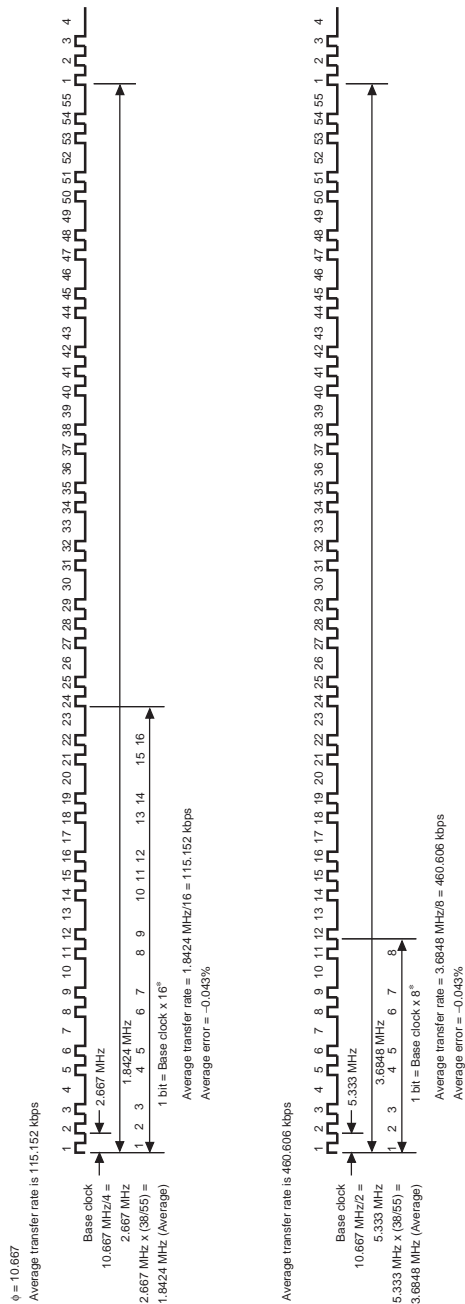 ϕ = 10.667
Average transfer rate is 115.152 kbps
1 2 3 4 5 6 7 8 9 10 11 12 13 14 15 16 17 18 19 20 21 22 23 24 25 26 27 28 29 30 31 32 33 34 35 36 37 38 39 40 41 42 43 44 45 46 47 48 49 50 51 52 53 54 55 1 2 3 4
Base clock
10.667 MHz/4 =
2.667 MHz
2.667 MHz x (38/55) =
1.8424 MHz (Average)
2.667 MHz
1.8424 MHz
1 2 3 4 5 6 7 8 9 10 11 12 13 14 15 16
1 bit = Base clock x 16*
Average transfer rate = 1.8424 MHz/16 = 115.152 kbps
Average error = –0.043%
Average transfer rate is 460.606 kbps
1 2 3 4 5 6 7 8 9 10 11 12 13 14 15 16 17 18 19 20 21 22 23 24 25 26 27 28 29 30 31 32 33 34 35 36 37 38 39 40 41 42 43 44 45 46 47 48 49 50 51 52 53 54 55 1 2 3 4
Base clock
10.667 MHz/2 =
5.333 MHz
5.333 MHz x (38/55) =
3.6848 MHz (Average)
5.333 MHz
3.6848 MHz
1 2 3 4 5 6 7 8
1 bit = Base clock x 8*
Average transfer rate = 3.6848 MHz/8 = 460.606 kbps
Average error = –0.043%